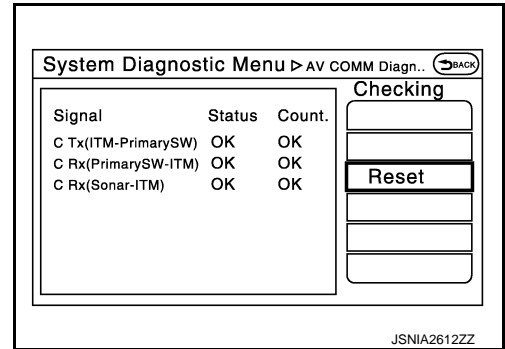 System Diagnostic Menu ▷ AV COMM Diagn.. BACK
Checking
Signal Status Count.
C Tx(ITM-PrimarySW) OK OK
C Rx(PrimarySW-ITM) OK OK
C Rx(Sonar-ITM) OK OK
Reset
JSNIA2612ZZ